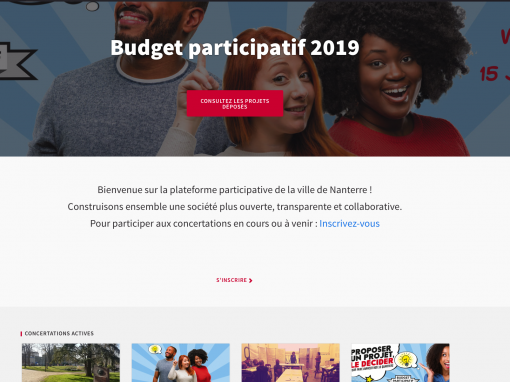 Budget participatif 2019
15 J
CONSULTEZ LES PROJETS
DÉPOSÉS
Bienvenue sur la plateforme participative de la ville de Nanterre !
Construisons ensemble une société plus ouverte, transparente et collaborative.
Pour participer aux concertations en cours ou à venir : Inscrivez-vous
S'INSCRIRE
CONCERTATIONS ACTIVES
PROPOSER
UN PROJET,
LE DÉCIDER